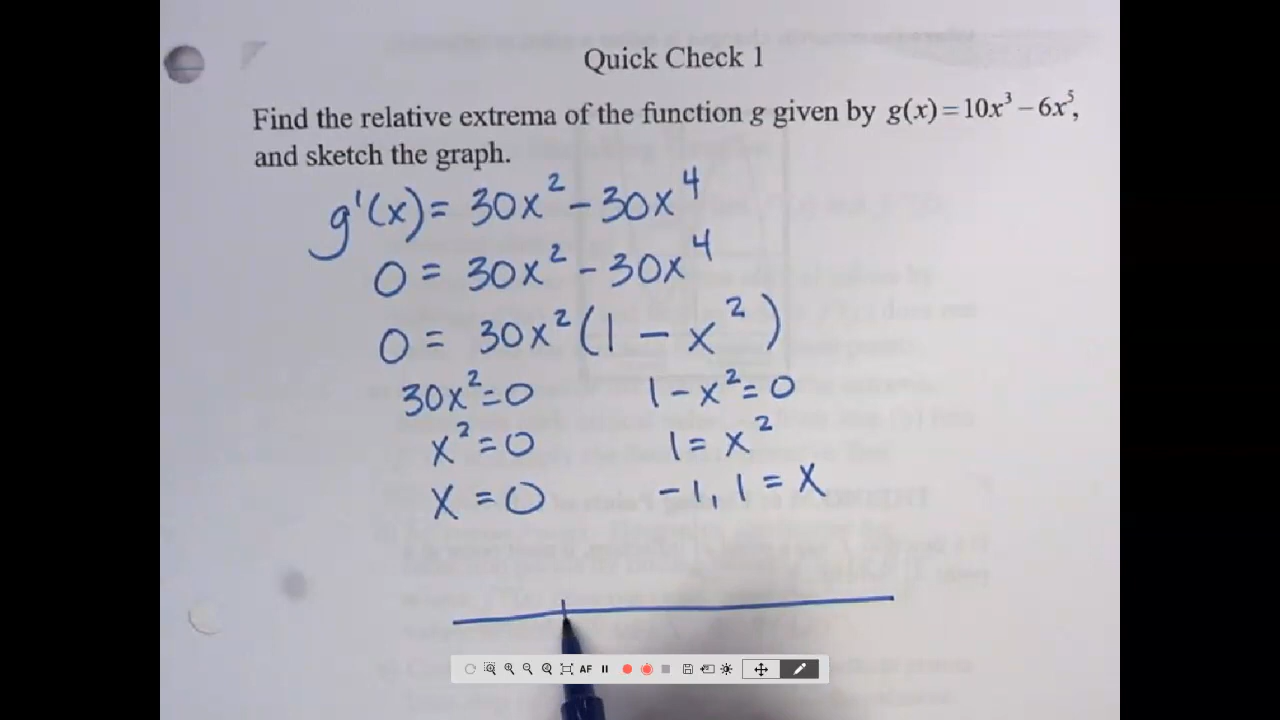 Quick Check 1
Find the relative extrema of the function g given by g(x) = 10x³ − 6x⁵,
and sketch the graph.
g'(x) = 30x² − 30x⁴
0 = 30x² − 30x⁴
0 = 30x² (1 − x²)
30x² = 0 1 − x² = 0
x² = 0 1 = x²
x = 0 −1, 1 = x
AF